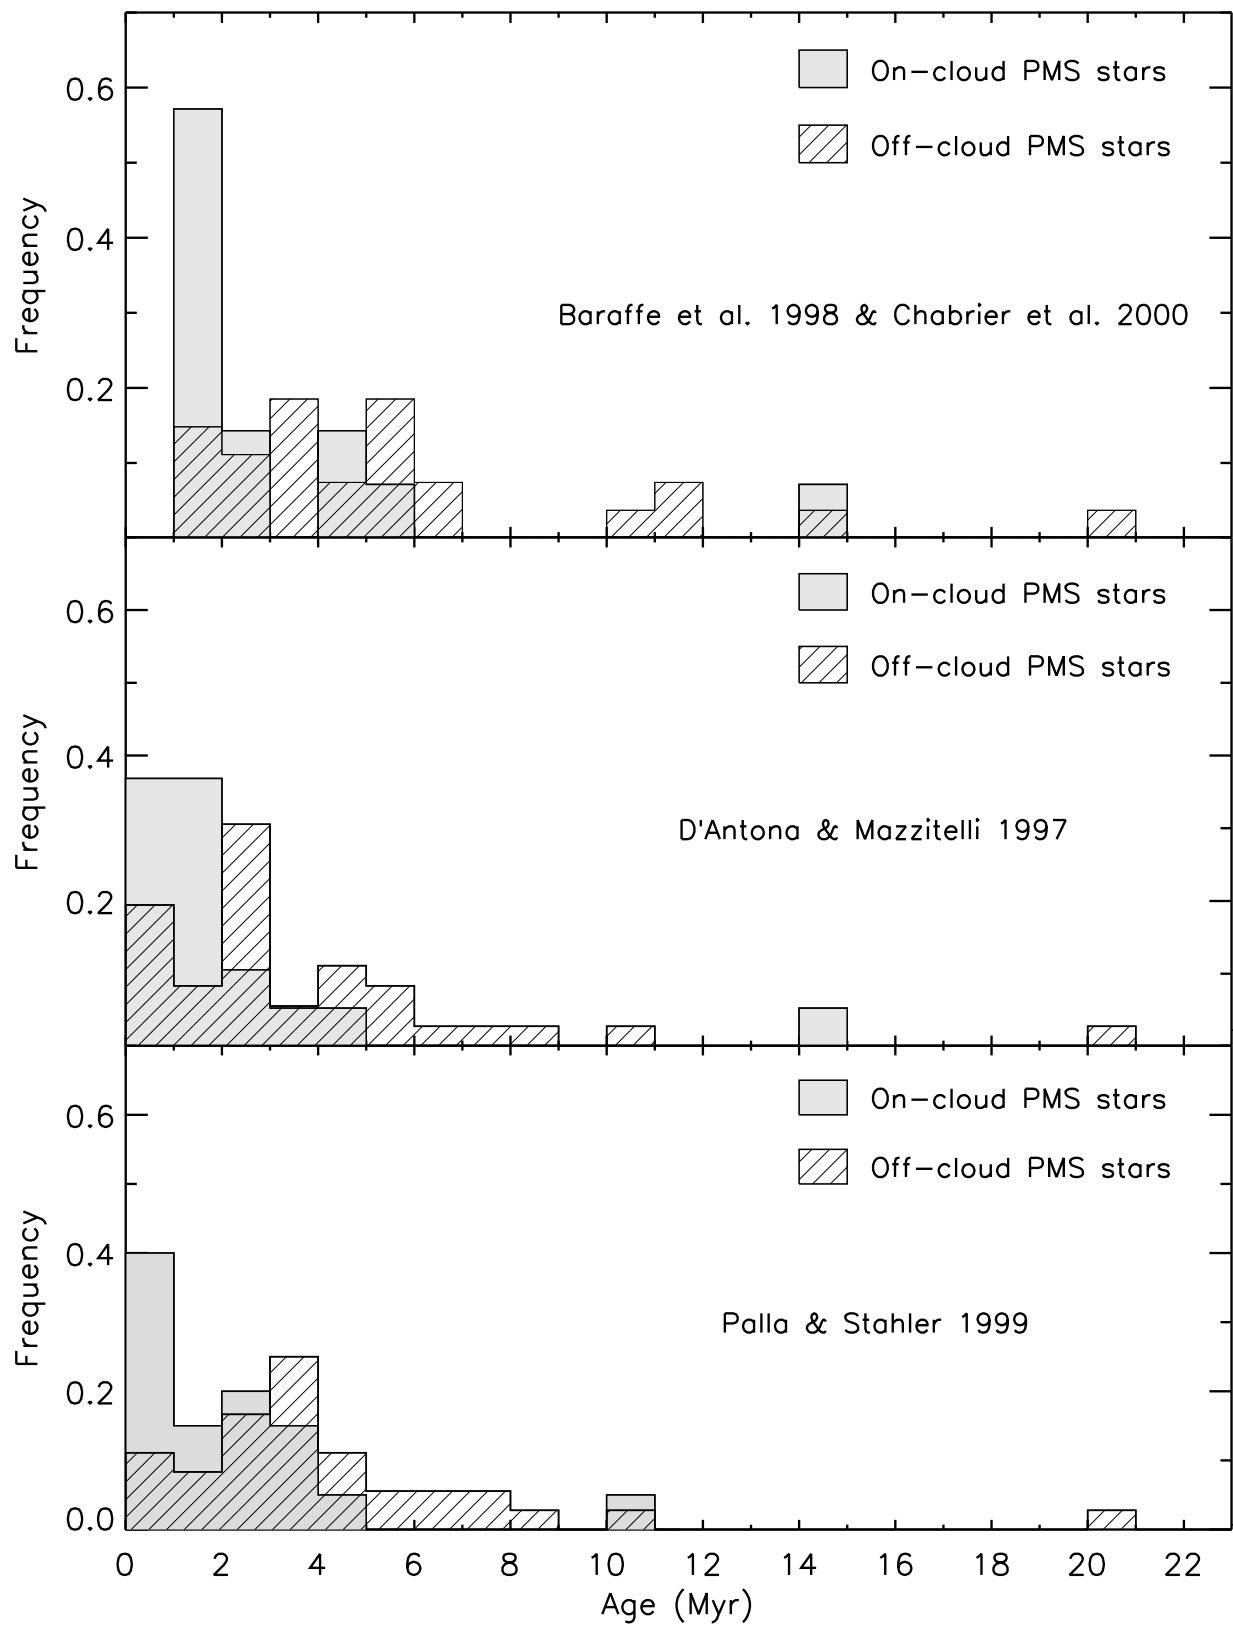 0.6
On-cloud PMS stars
Off-cloud PMS stars
0.4
Frequency
Baraffe et al. 1998 & Chabrier et al. 2000
0.2
0.6
On-cloud PMS stars
Off-cloud PMS stars
0.4
Frequency
D'Antona & Mazzitelli 1997
0.2
0.6
On-cloud PMS stars
Off-cloud PMS stars
0.4
Frequency
Palla & Stahler 1999
0.2
0.0
0 2 4 6 8 10 12 14 16 18 20 22
Age (Myr)